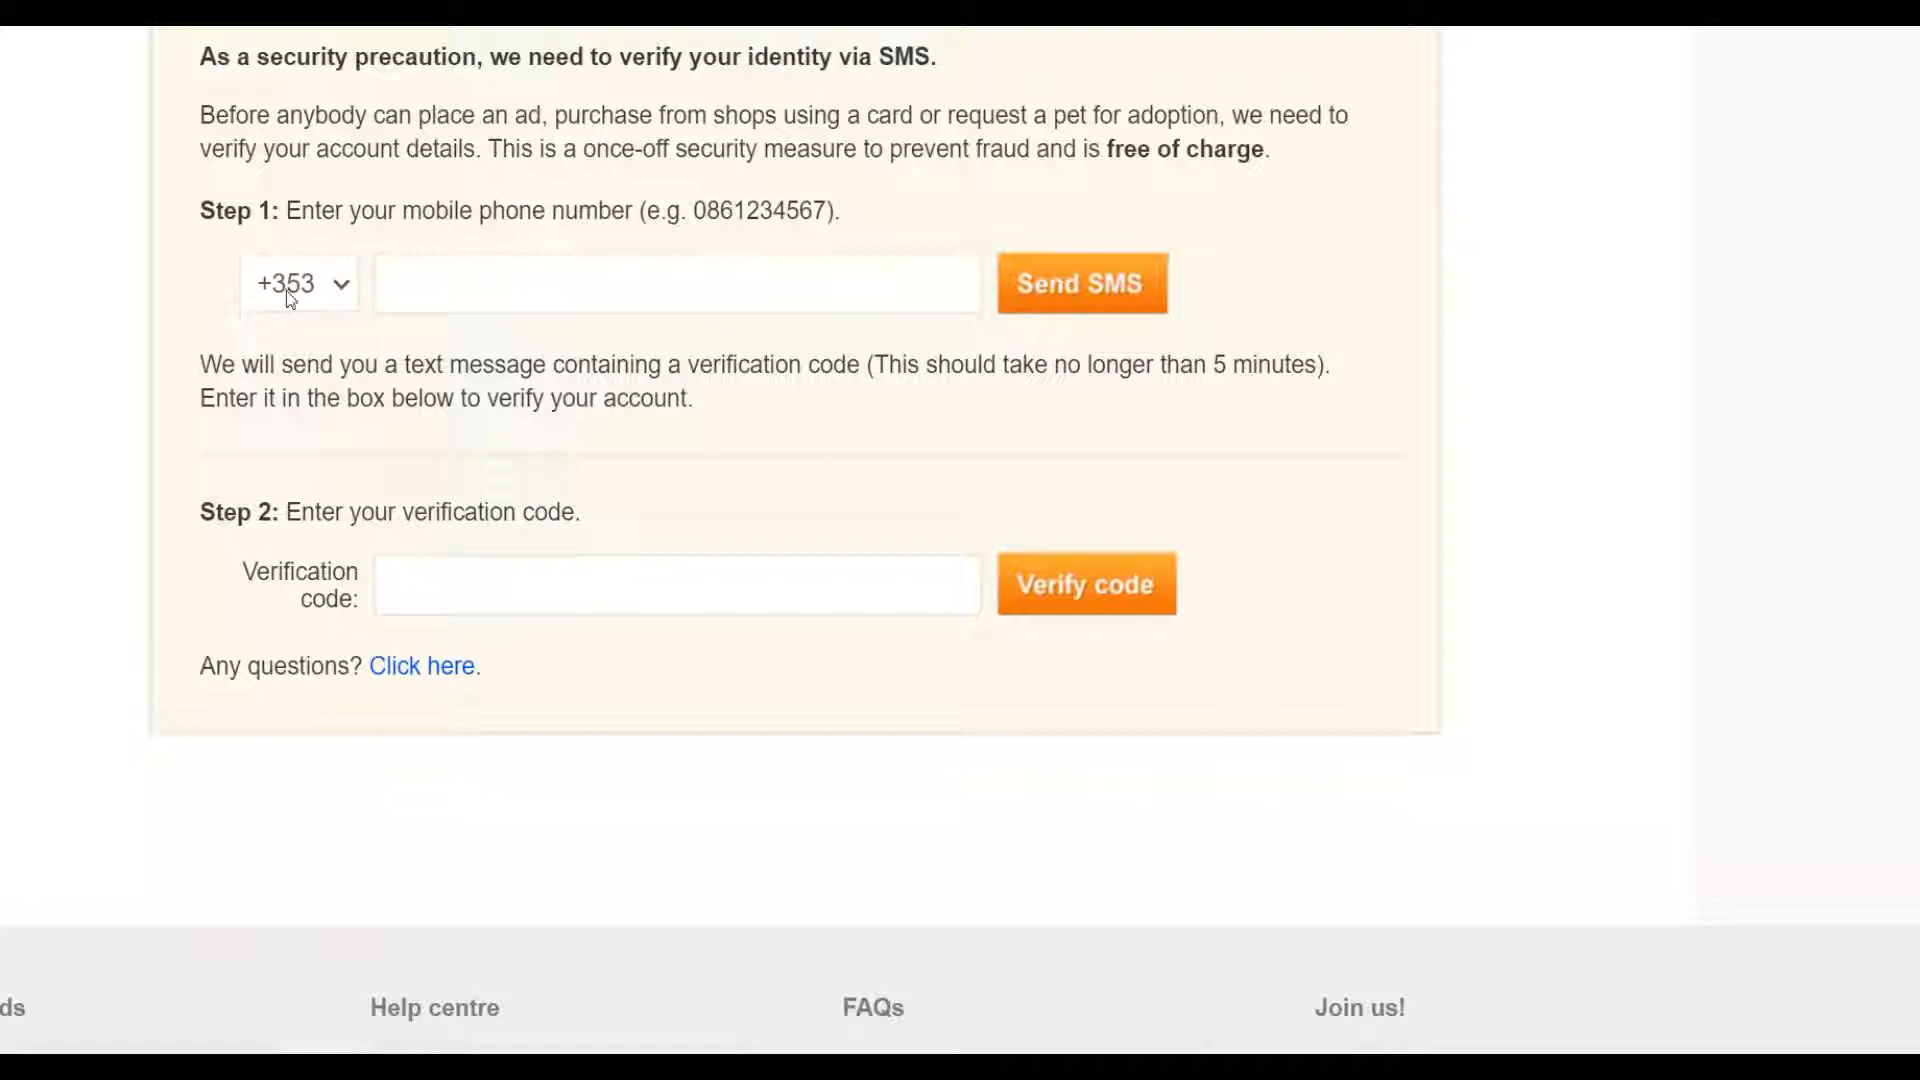 As a security precaution, we need to verify your identity via SMS.
Before anybody can place an ad, purchase from shops using a card or request a pet for adoption, we need to
verify your account details. This is a once-off security measure to prevent fraud and is free of charge.
Step 1: Enter your mobile phone number (e.g. 0861234567).
+353
Send SMS
We will send you a text message containing a verification code (This should take no longer than 5 minutes).
Enter it in the box below to verify your account.
Step 2: Enter your verification code.
Verification
code:
Verify code
Any questions? Click here.
ds
Help centre
FAQs
Join us!